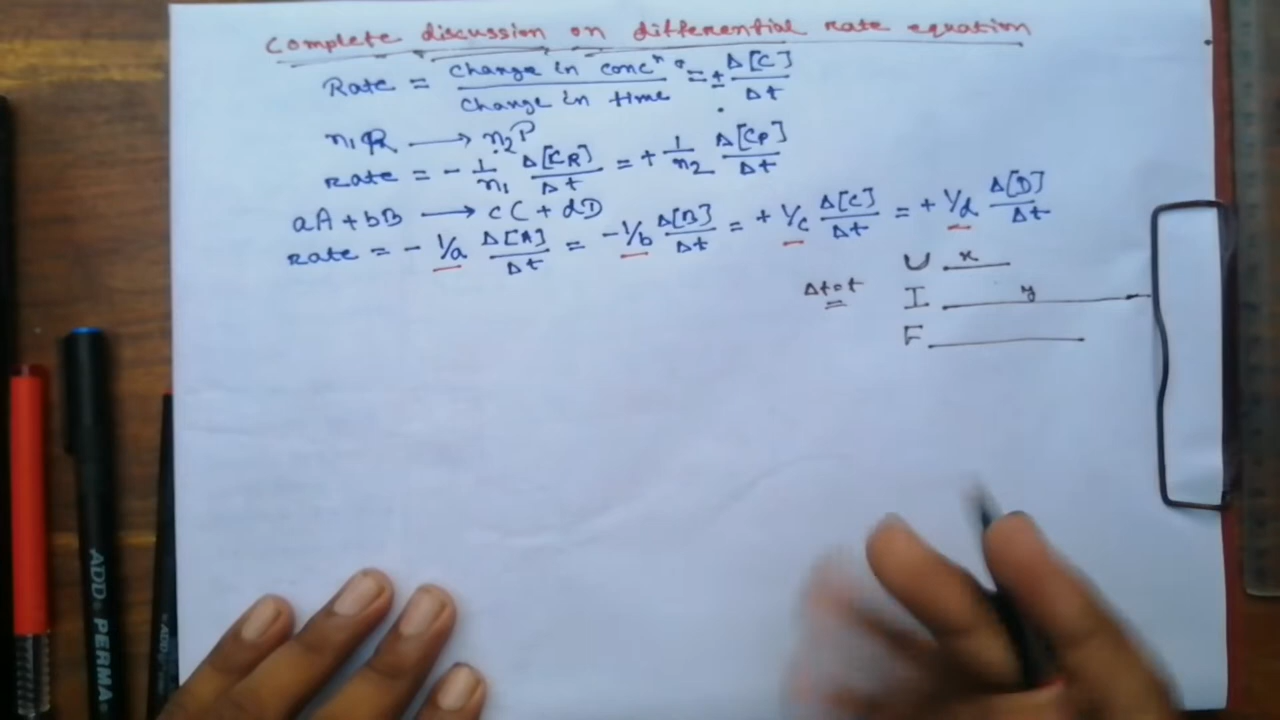 Complete discussion on differential rate equation
Rate = change in concⁿ / change in time = ± Δ[C] / Δt
n₁R → n₂P
rate = - 1/n₁ Δ[CR] / Δt = + 1/n₂ Δ[CP] / Δt
aA + bB → cC + dD
rate = - 1/a Δ[A] / Δt = - 1/b Δ[B] / Δt = + 1/c Δ[C] / Δt = + 1/d Δ[D] / Δt
U x
I y
F
ADD PERMA
ADD